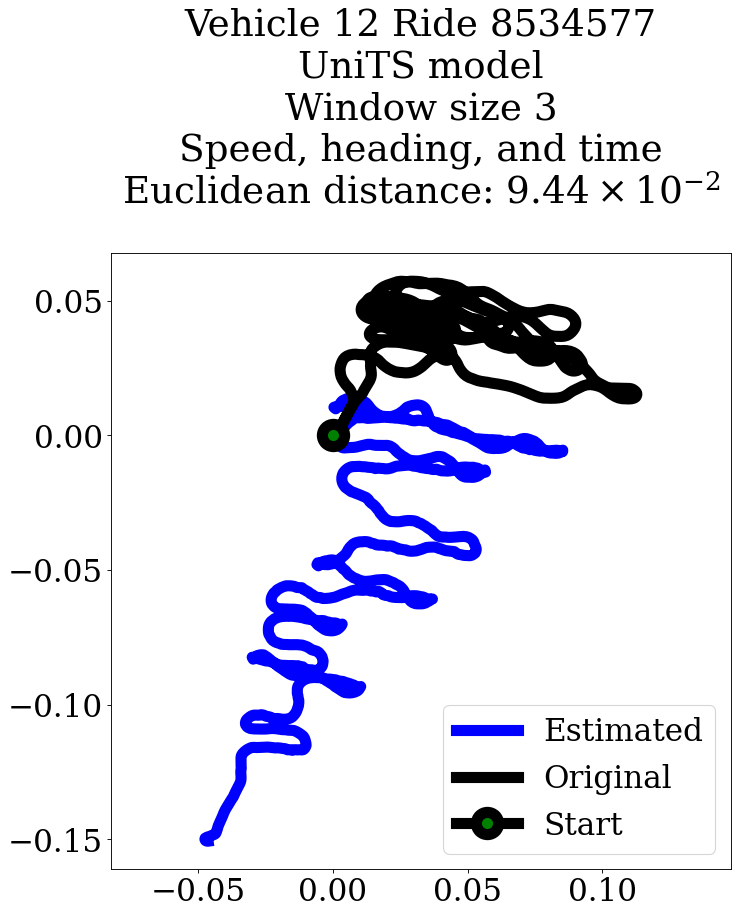 Vehicle 12 Ride 8534577
UniTS model
Window size 3
Speed, heading, and time
Euclidean distance: 9.44 × 10⁻²
0.05
0.00
−0.05
−0.10
−0.15
Estimated
Original
Start
−0.05 0.00 0.05 0.10